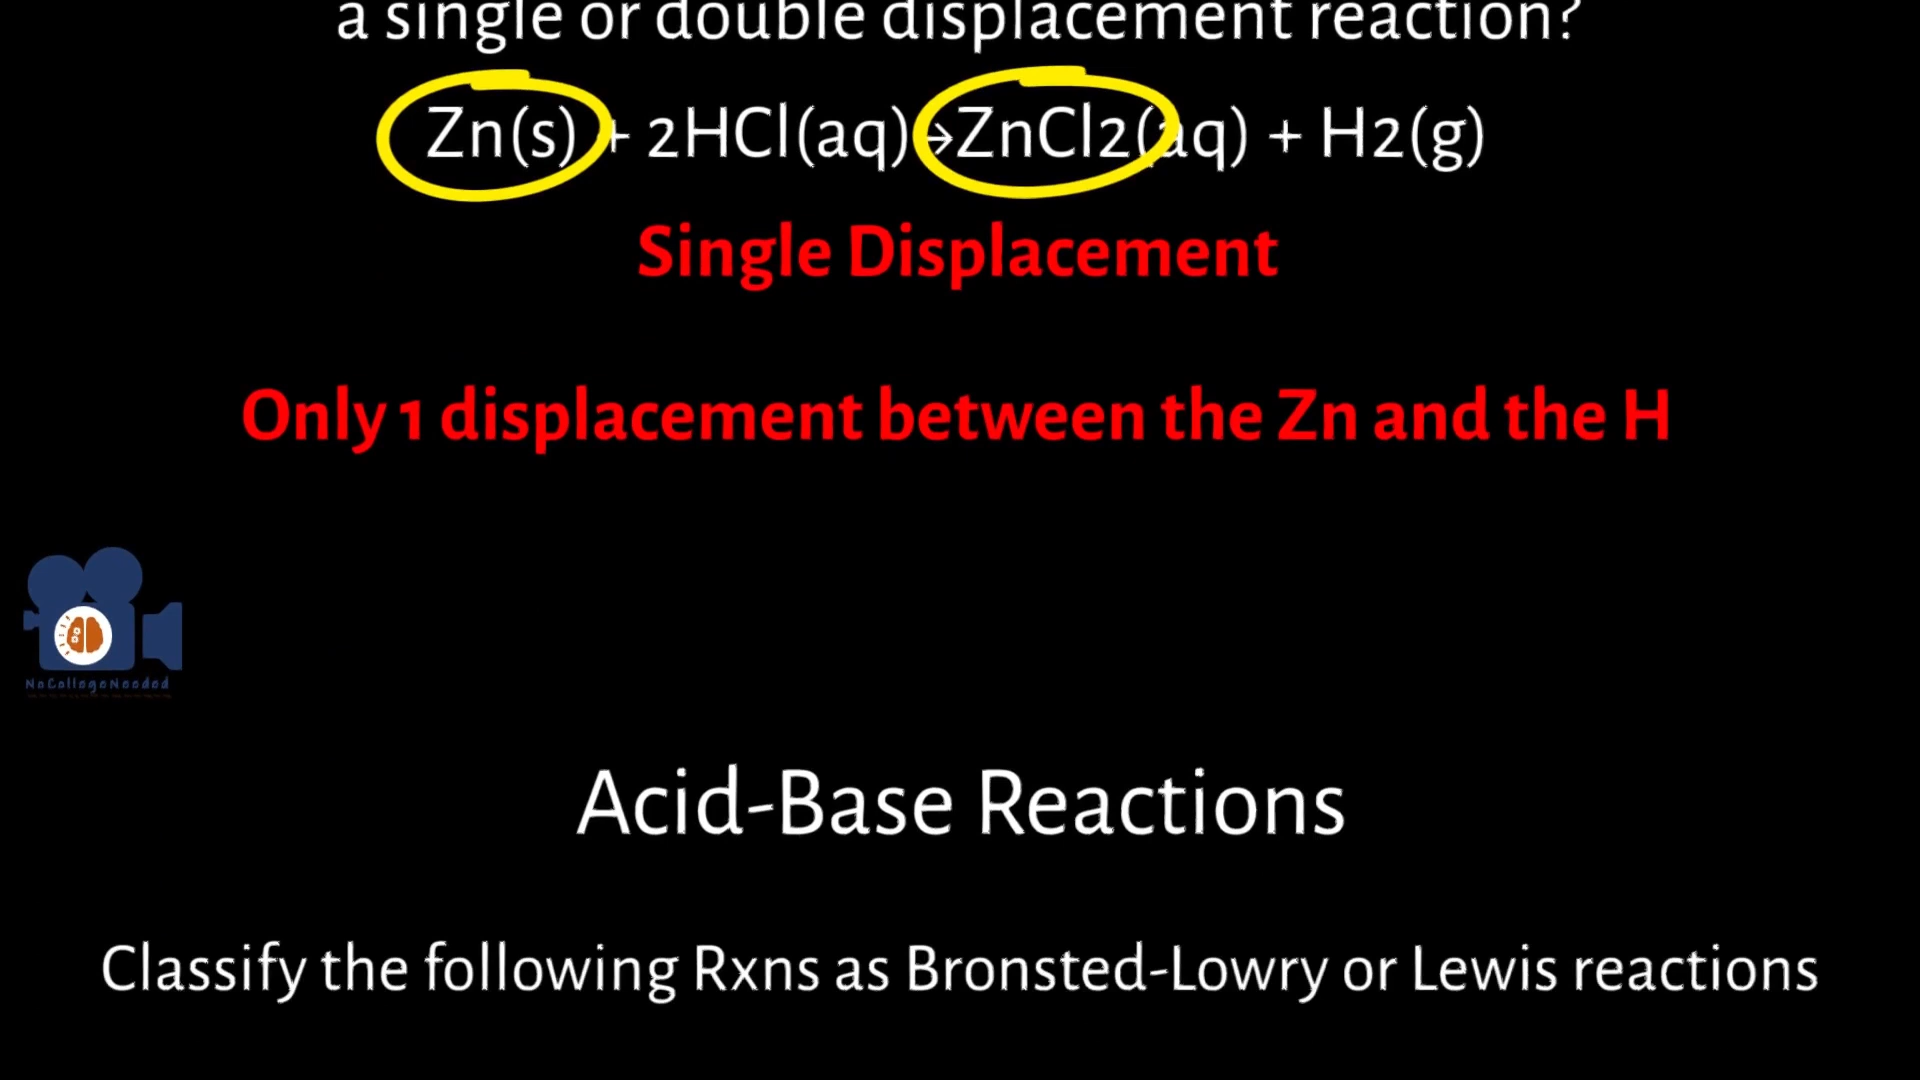 a single or double displacement reaction?
Zn(s) + 2HCl(aq)→ZnCl2(aq) + H2(g)
Single Displacement
Only 1 displacement between the Zn and the H
NoCollegeNeeded
Acid-Base Reactions
Classify the following Rxns as Bronsted-Lowry or Lewis reactions